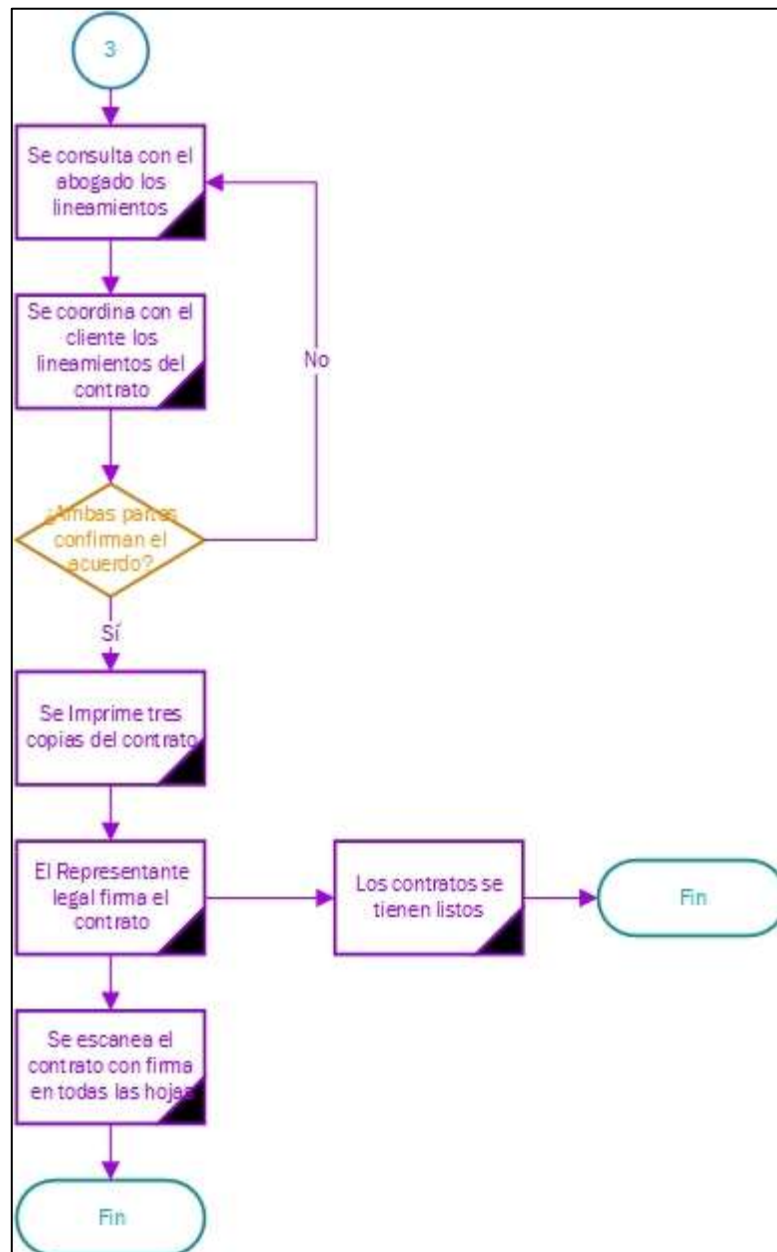 3
Se consulta con el
abogado los
lineamientos
Se coordina con el
cliente los
lineamientos del
contrato
No
¿Ambas partes
confirman el
acuerdo?
Sí
Se Imprime tres
copias del contrato
El Representante
legal firma el
contrato
Los contratos se
tienen listos
Fin
Se escanea el
contrato con firma
en todas las hojas
Fin